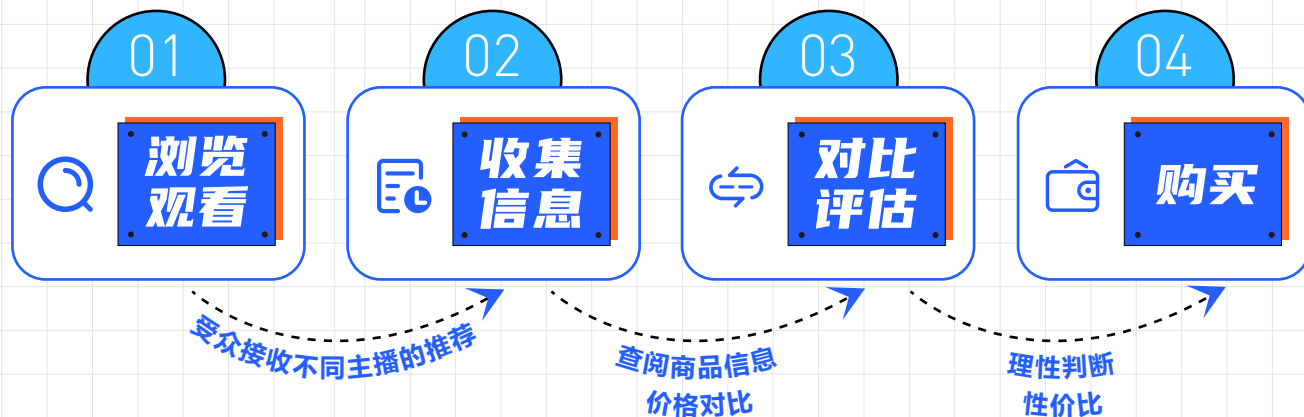 01
浏览
观看
02
收集
信息
03
对比
评估
04
购买
受众接收不同主播的推荐
查阅商品信息
价格对比
理性判断
性价比